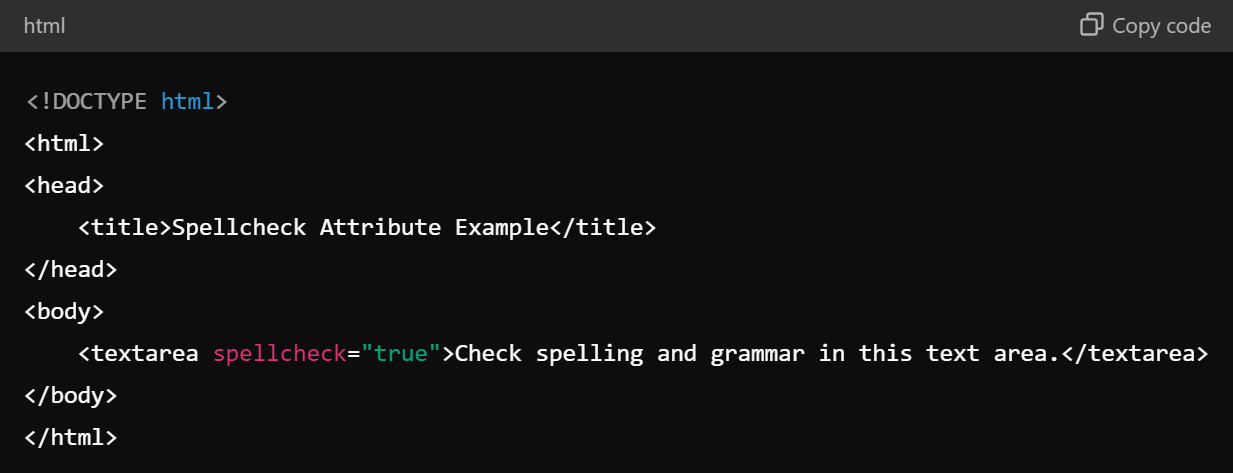 html
Copy code
<!DOCTYPE html>
<html>
<head>
    <title>Spellcheck Attribute Example</title>
</head>
<body>
    <textarea spellcheck="true">Check spelling and grammar in this text area.</textarea>
</body>
</html>